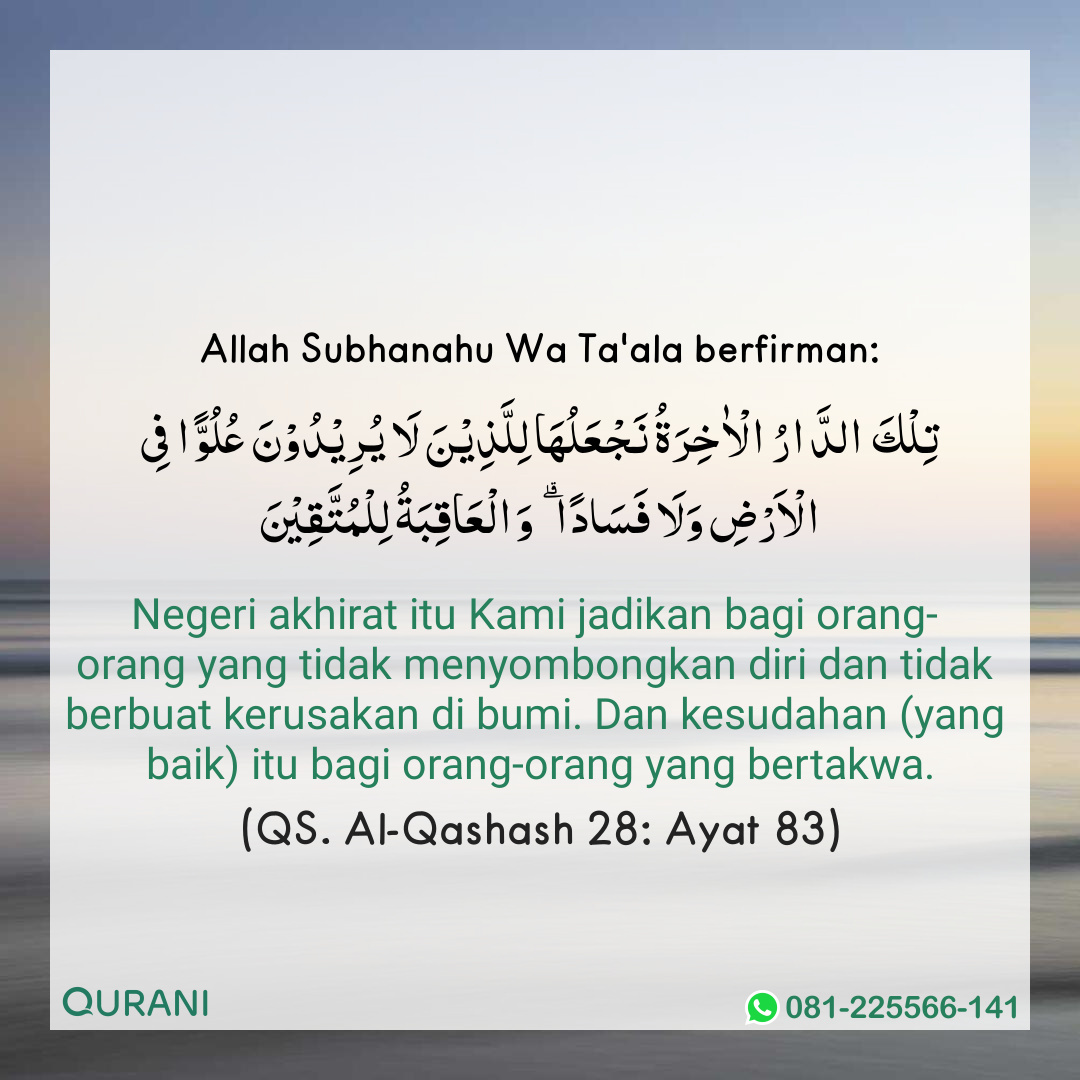 Allah Subhanahu Wa Ta'ala berfirman:
تِلْكَ الدَّارُ الْاٰخِرَةُ نَجْعَلُهَا لِلَّذِيْنَ لَا يُرِيْدُوْنَ عُلُوًّا فِى
الْاَرْضِ وَلَا فَسَادًا ۗوَالْعَاقِبَةُ لِلْمُتَّقِيْنَ
Negeri akhirat itu Kami jadikan bagi orang-
orang yang tidak menyombongkan diri dan tidak
berbuat kerusakan di bumi. Dan kesudahan (yang
baik) itu bagi orang-orang yang bertakwa.
(QS. Al-Qashash 28: Ayat 83)
QURANI
081-225566-141